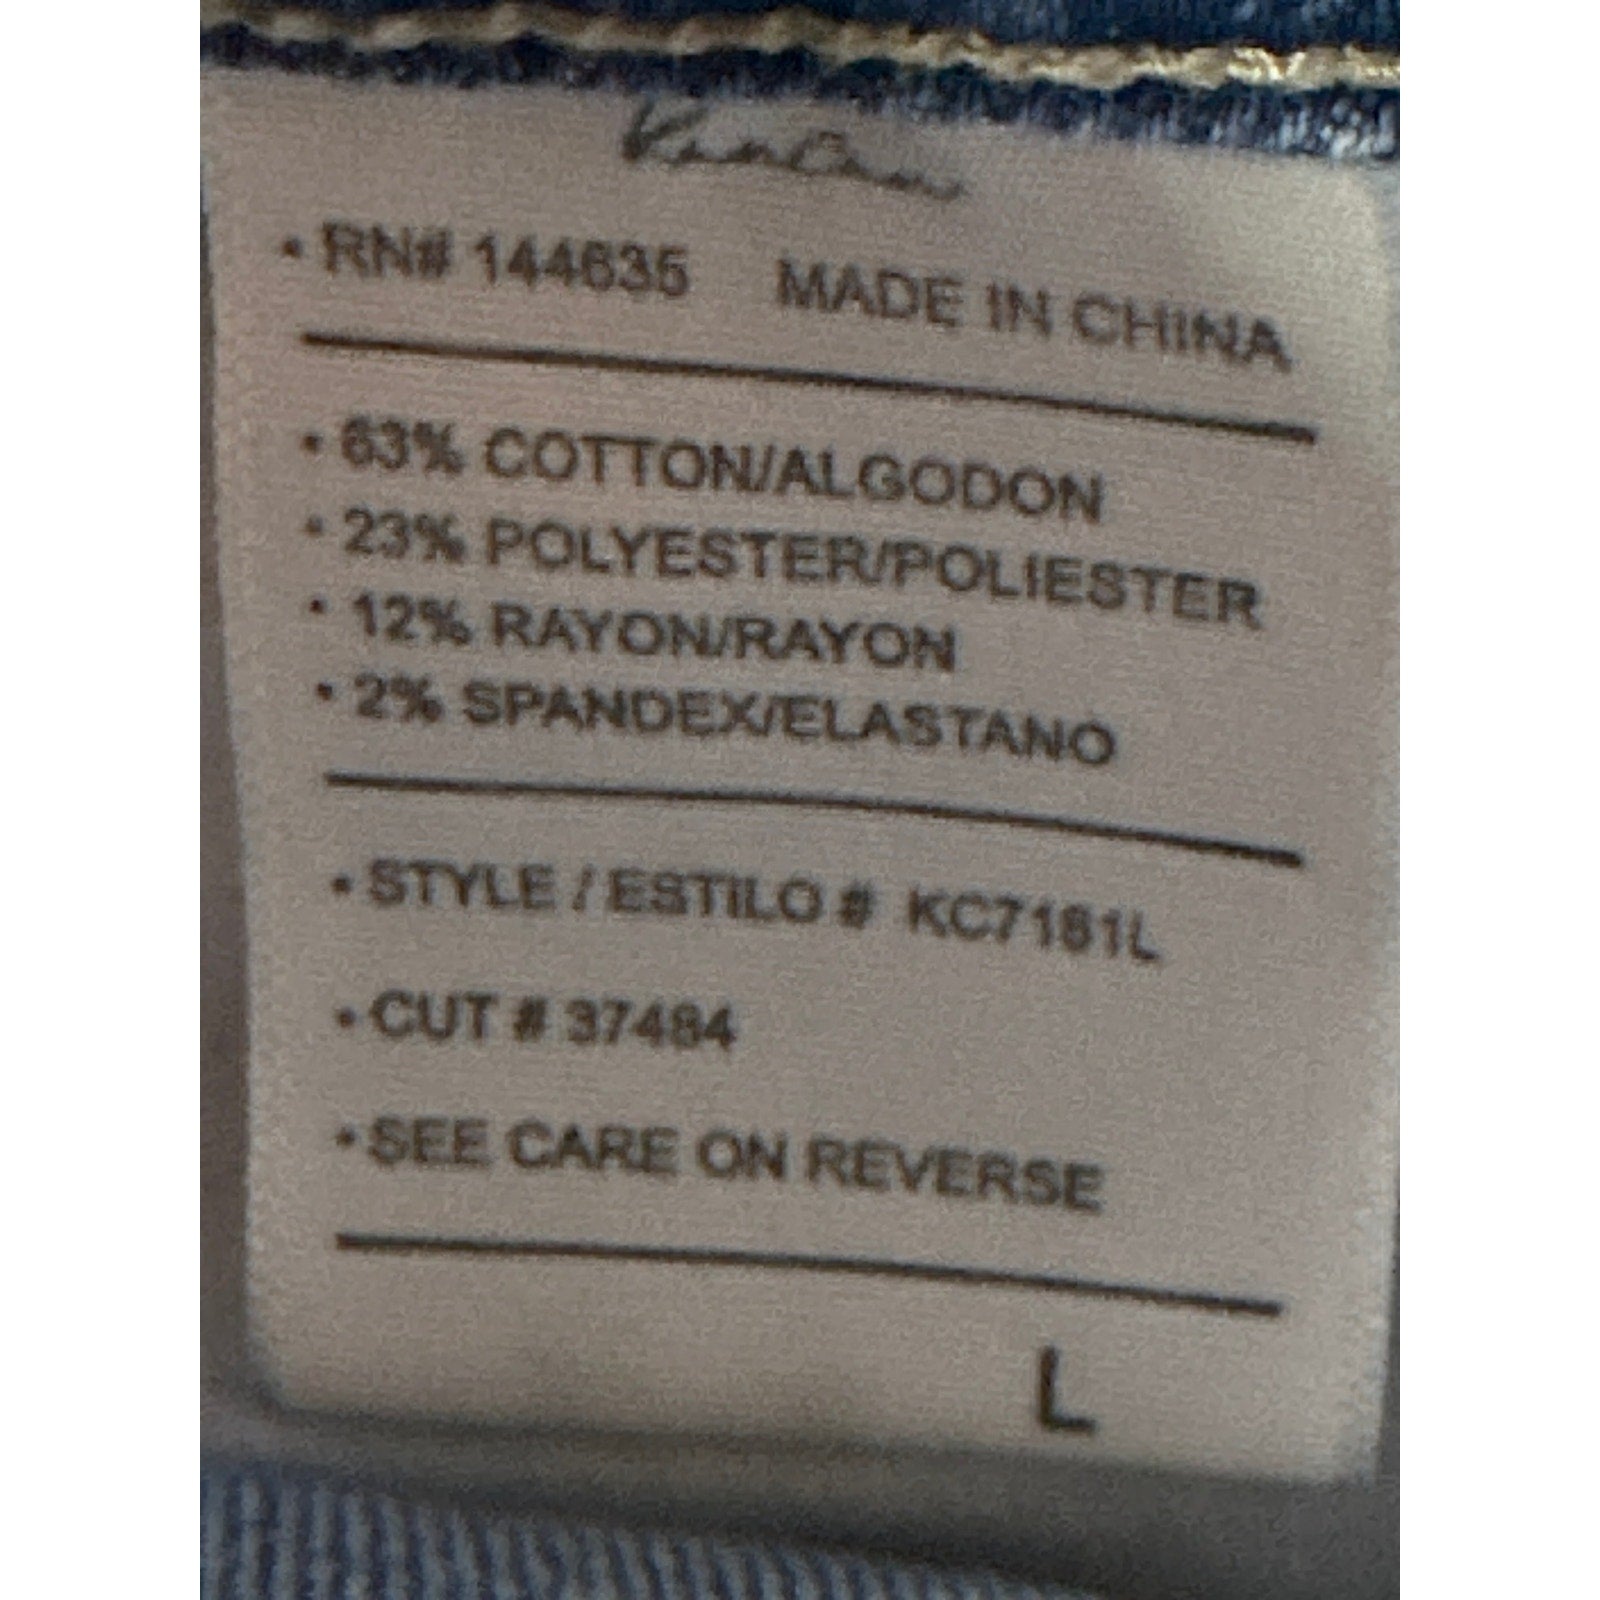 KanCan
• RN# 144635 MADE IN CHINA
• 63% COTTON/ALGODON
• 23% POLYESTER/POLIESTER
• 12% RAYON/RAYON
• 2% SPANDEX/ELASTANO
• STYLE / ESTILO # KC7181L
• CUT # 37484
• SEE CARE ON REVERSE
L